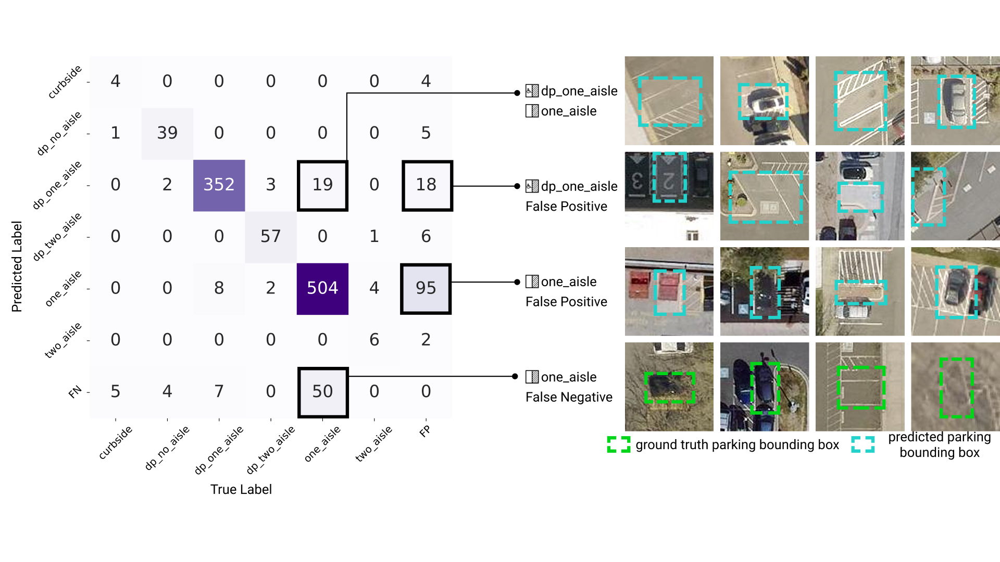 Predicted Label
curbside 4 0 0 0 0 0 4
dp_no_aisle 1 39 0 0 0 0 5
dp_one_aisle 0 2 352 3 19 0 18
dp_two_aisle 0 0 0 57 0 1 6
one_aisle 0 0 8 2 504 4 95
two_aisle 0 0 0 0 0 6 2
FN 5 4 7 0 50 0 0
curbside dp_no_aisle dp_one_aisle dp_two_aisle one_aisle two_aisle FP
True Label
dp_one_aisle
one_aisle
dp_one_aisle
False Positive
one_aisle
False Positive
one_aisle
False Negative
3 2
ground truth parking bounding box
predicted parking
bounding box